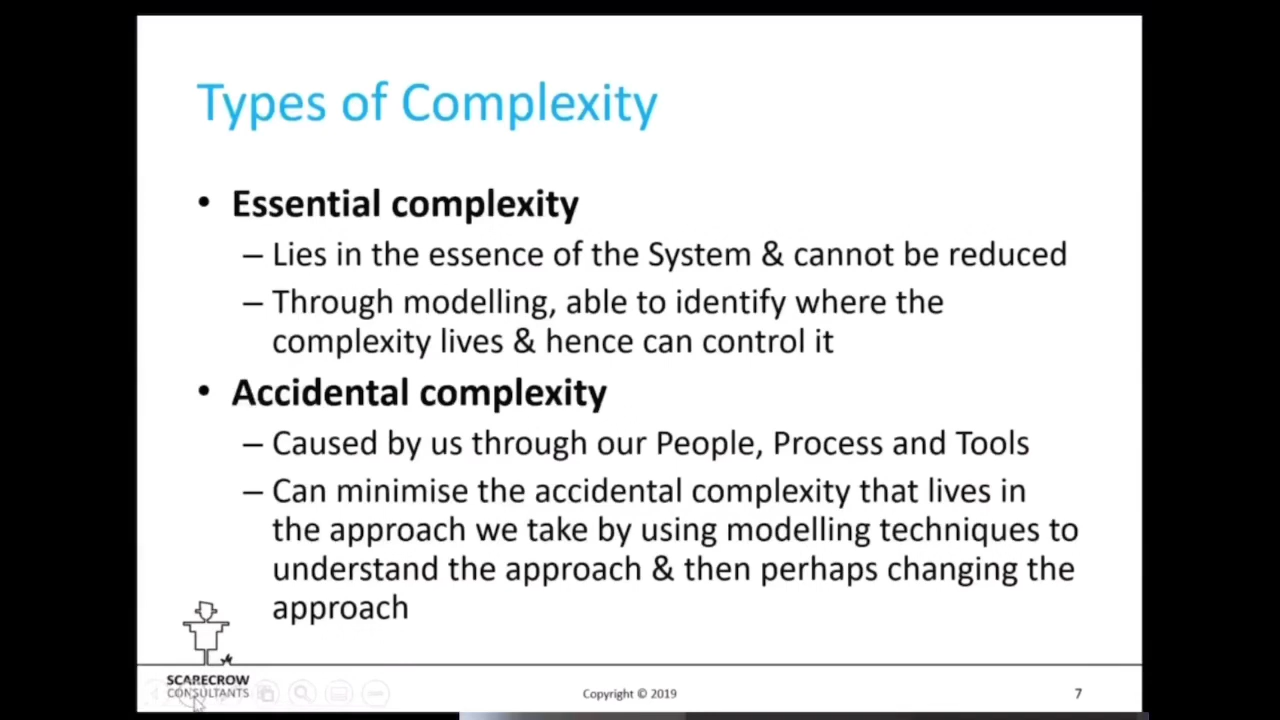 Types of Complexity
• Essential complexity
– Lies in the essence of the System & cannot be reduced
– Through modelling, able to identify where the
complexity lives & hence can control it
• Accidental complexity
– Caused by us through our People, Process and Tools
– Can minimise the accidental complexity that lives in
the approach we take by using modelling techniques to
understand the approach & then perhaps changing the
approach
SCARECROW
CONSULTANTS
Copyright © 2019
7